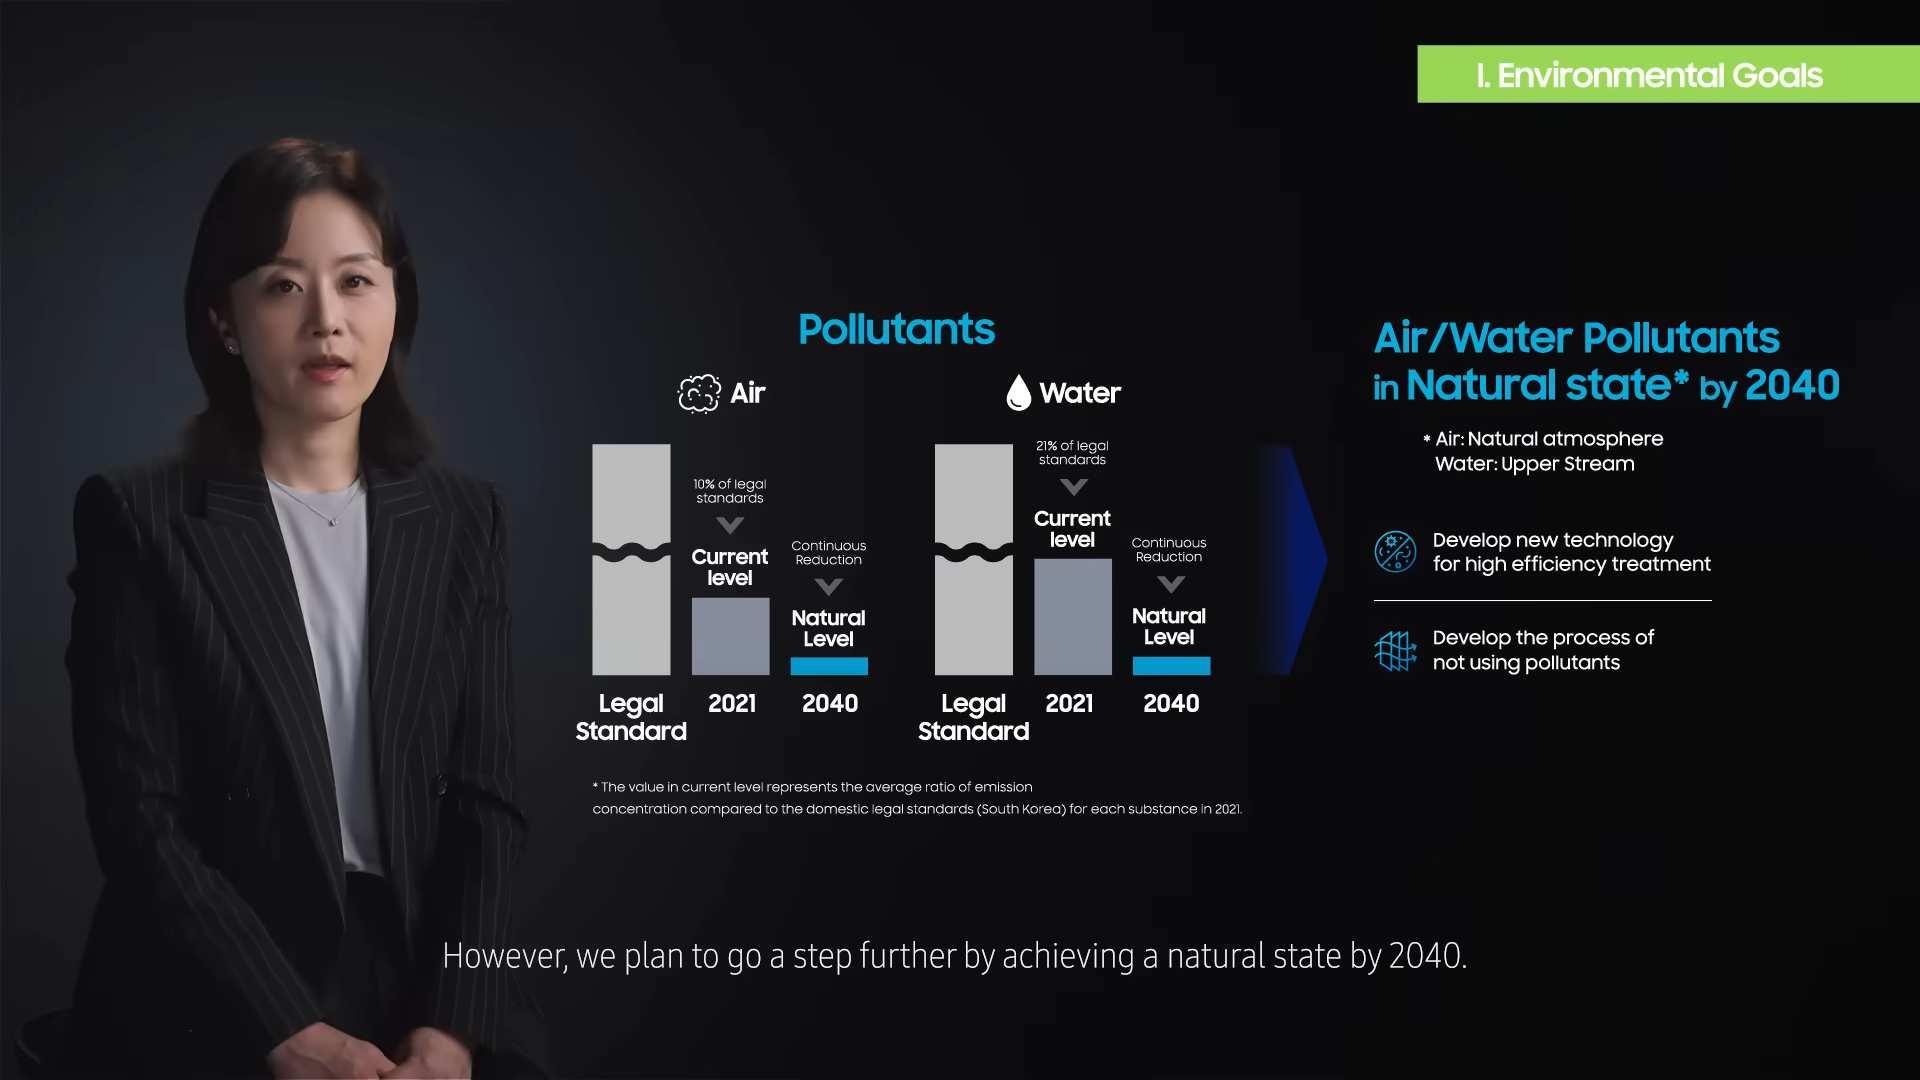 I. Environmental Goals
Pollutants
Air
10% of legal
standards
Current
level
Continuous
Reduction
Natural
Level
Legal
Standard
2021
2040
Water
21% of legal
standards
Current
level
Continuous
Reduction
Natural
Level
Legal
Standard
2021
2040
* The value in current level represents the average ratio of emission
concentration compared to the domestic legal standards (South Korea) for each substance in 2021.
Air/Water Pollutants
in Natural state* by 2040
* Air: Natural atmosphere
Water: Upper Stream
Develop new technology
for high efficiency treatment
Develop the process of
not using pollutants
However, we plan to go a step further by achieving a natural state by 2040.